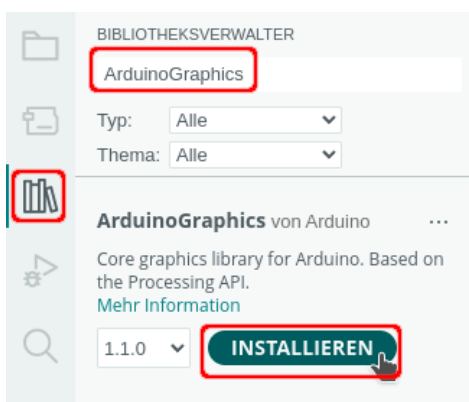 BIBLIOTHEKSVERWALTER
ArduinoGraphics
Typ: Alle
Thema: Alle
ArduinoGraphics von Arduino ...
Core graphics library for Arduino. Based on
the Processing API.
Mehr Information
1.1.0 INSTALLIEREN